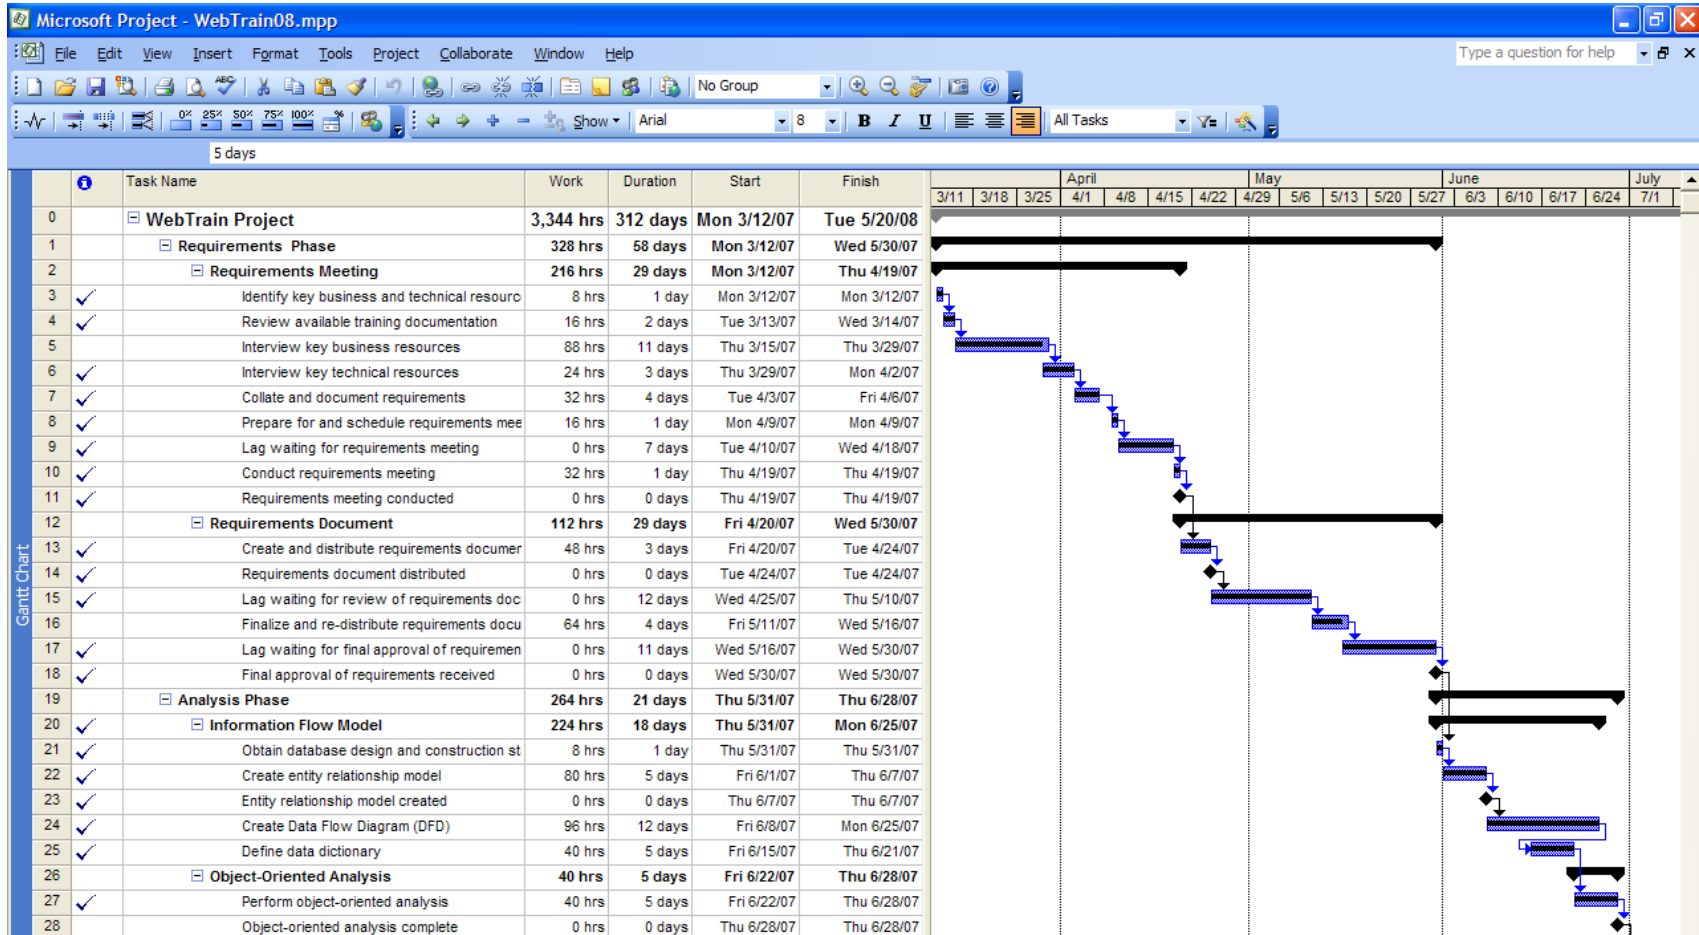 Microsoft Project - WebTrain08.mpp
File Edit View Insert Format Tools Project Collaborate Window Help Type a question for help
ABC No Group
0% 25% 50% 75% 100% % Show Arial 8 B I U All Tasks
5 days
Task Name Work Duration Start Finish April May June July
3/11 3/18 3/25 4/1 4/8 4/15 4/22 4/29 5/6 5/13 5/20 5/27 6/3 6/10 6/17 6/24 7/1
0 WebTrain Project 3,344 hrs 312 days Mon 3/12/07 Tue 5/20/08
1 Requirements Phase 328 hrs 58 days Mon 3/12/07 Wed 5/30/07
2 Requirements Meeting 216 hrs 29 days Mon 3/12/07 Thu 4/19/07
3 Identify key business and technical resourc 8 hrs 1 day Mon 3/12/07 Mon 3/12/07
4 Review available training documentation 16 hrs 2 days Tue 3/13/07 Wed 3/14/07
5 Interview key business resources 88 hrs 11 days Thu 3/15/07 Thu 3/29/07
6 Interview key technical resources 24 hrs 3 days Thu 3/29/07 Mon 4/2/07
7 Collate and document requirements 32 hrs 4 days Tue 4/3/07 Fri 4/6/07
8 Prepare for and schedule requirements mee 16 hrs 1 day Mon 4/9/07 Mon 4/9/07
9 Lag waiting for requirements meeting 0 hrs 7 days Tue 4/10/07 Wed 4/18/07
10 Conduct requirements meeting 32 hrs 1 day Thu 4/19/07 Thu 4/19/07
11 Requirements meeting conducted 0 hrs 0 days Thu 4/19/07 Thu 4/19/07
12 Requirements Document 112 hrs 29 days Fri 4/20/07 Wed 5/30/07
13 Create and distribute requirements documer 48 hrs 3 days Fri 4/20/07 Tue 4/24/07
14 Requirements document distributed 0 hrs 0 days Tue 4/24/07 Tue 4/24/07
15 Lag waiting for review of requirements doc 0 hrs 12 days Wed 4/25/07 Thu 5/10/07
16 Finalize and re-distribute requirements docu 64 hrs 4 days Fri 5/11/07 Wed 5/16/07
17 Lag waiting for final approval of requiremen 0 hrs 11 days Wed 5/16/07 Wed 5/30/07
18 Final approval of requirements received 0 hrs 0 days Wed 5/30/07 Wed 5/30/07
19 Analysis Phase 264 hrs 21 days Thu 5/31/07 Thu 6/28/07
20 Information Flow Model 224 hrs 18 days Thu 5/31/07 Mon 6/25/07
21 Obtain database design and construction st 8 hrs 1 day Thu 5/31/07 Thu 5/31/07
22 Create entity relationship model 80 hrs 5 days Fri 6/1/07 Thu 6/7/07
23 Entity relationship model created 0 hrs 0 days Thu 6/7/07 Thu 6/7/07
24 Create Data Flow Diagram (DFD) 96 hrs 12 days Fri 6/8/07 Mon 6/25/07
25 Define data dictionary 40 hrs 5 days Fri 6/15/07 Thu 6/21/07
26 Object-Oriented Analysis 40 hrs 5 days Fri 6/22/07 Thu 6/28/07
27 Perform object-oriented analysis 40 hrs 5 days Fri 6/22/07 Thu 6/28/07
28 Object-oriented analysis complete 0 hrs 0 days Thu 6/28/07 Thu 6/28/07
Gantt Chart